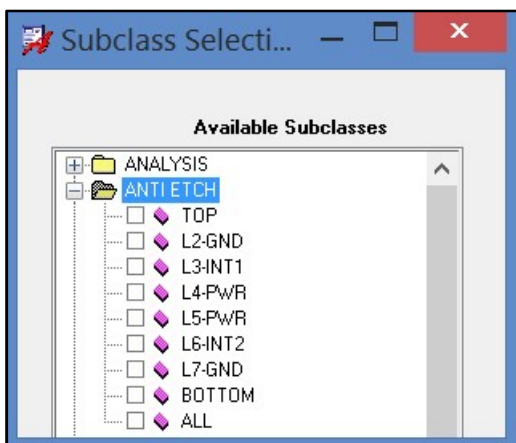 Subclass Selecti...
Available Subclasses
ANALYSIS
ANTI ETCH
TOP
L2-GND
L3-INT1
L4-PWR
L5-PWR
L6-INT2
L7-GND
BOTTOM
ALL